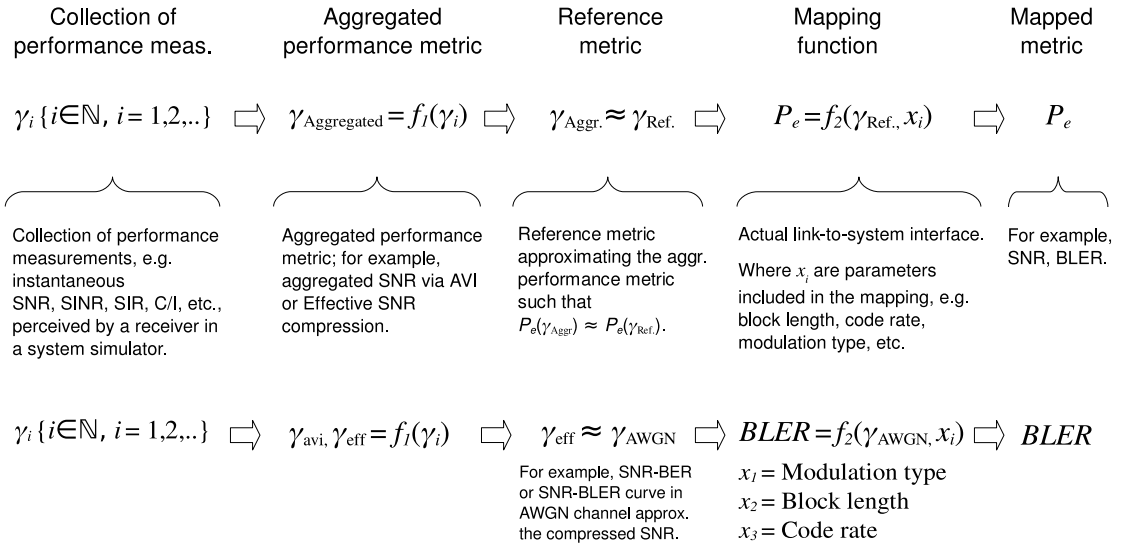 Collection of
performance meas.
Aggregated
performance metric
Reference
metric
Mapping
function
Mapped
metric
γi {i∈ℕ, i = 1,2,..}
γAggregated = f1(γi)
γAggr. ≈ γRef.
Pe = f2(γRef., xi)
Pe
Collection of performance
measurements, e.g.
instantaneous
SNR, SINR, SIR, C/I, etc.,
perceived by a receiver in
a system simulator.
Aggregated performance
metric; for example,
aggregated SNR via AVI
or Effective SNR
compression.
Reference metric
approximating the aggr.
performance metric
such that
Pe(γAggr) ≈ Pe(γRef.).
Actual link-to-system interface.
Where xi are parameters
included in the mapping, e.g.
block length, code rate,
modulation type, etc.
For example,
SNR, BLER.
γi {i∈ℕ, i = 1,2,..}
γavi, γeff = f1(γi)
γeff ≈ γAWGN
BLER = f2(γAWGN, xi)
BLER
For example, SNR-BER
or SNR-BLER curve in
AWGN channel approx.
the compressed SNR.
x1 = Modulation type
x2 = Block length
x3 = Code rate